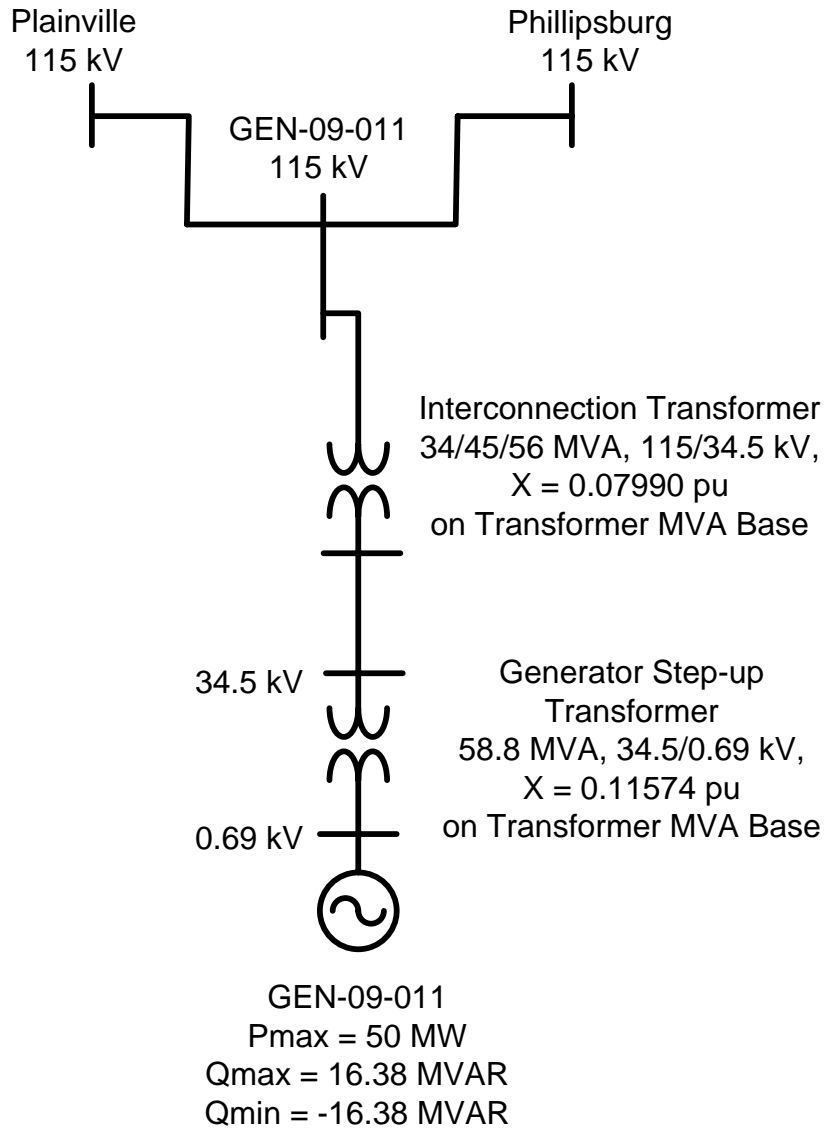 Plainville
115 kV
Phillipsburg
115 kV
GEN-09-011
115 kV
Interconnection Transformer
34/45/56 MVA, 115/34.5 kV,
X = 0.07990 pu
on Transformer MVA Base
34.5 kV
Generator Step-up
Transformer
58.8 MVA, 34.5/0.69 kV,
X = 0.11574 pu
on Transformer MVA Base
0.69 kV
GEN-09-011
Pmax = 50 MW
Qmax = 16.38 MVAR
Qmin = -16.38 MVAR